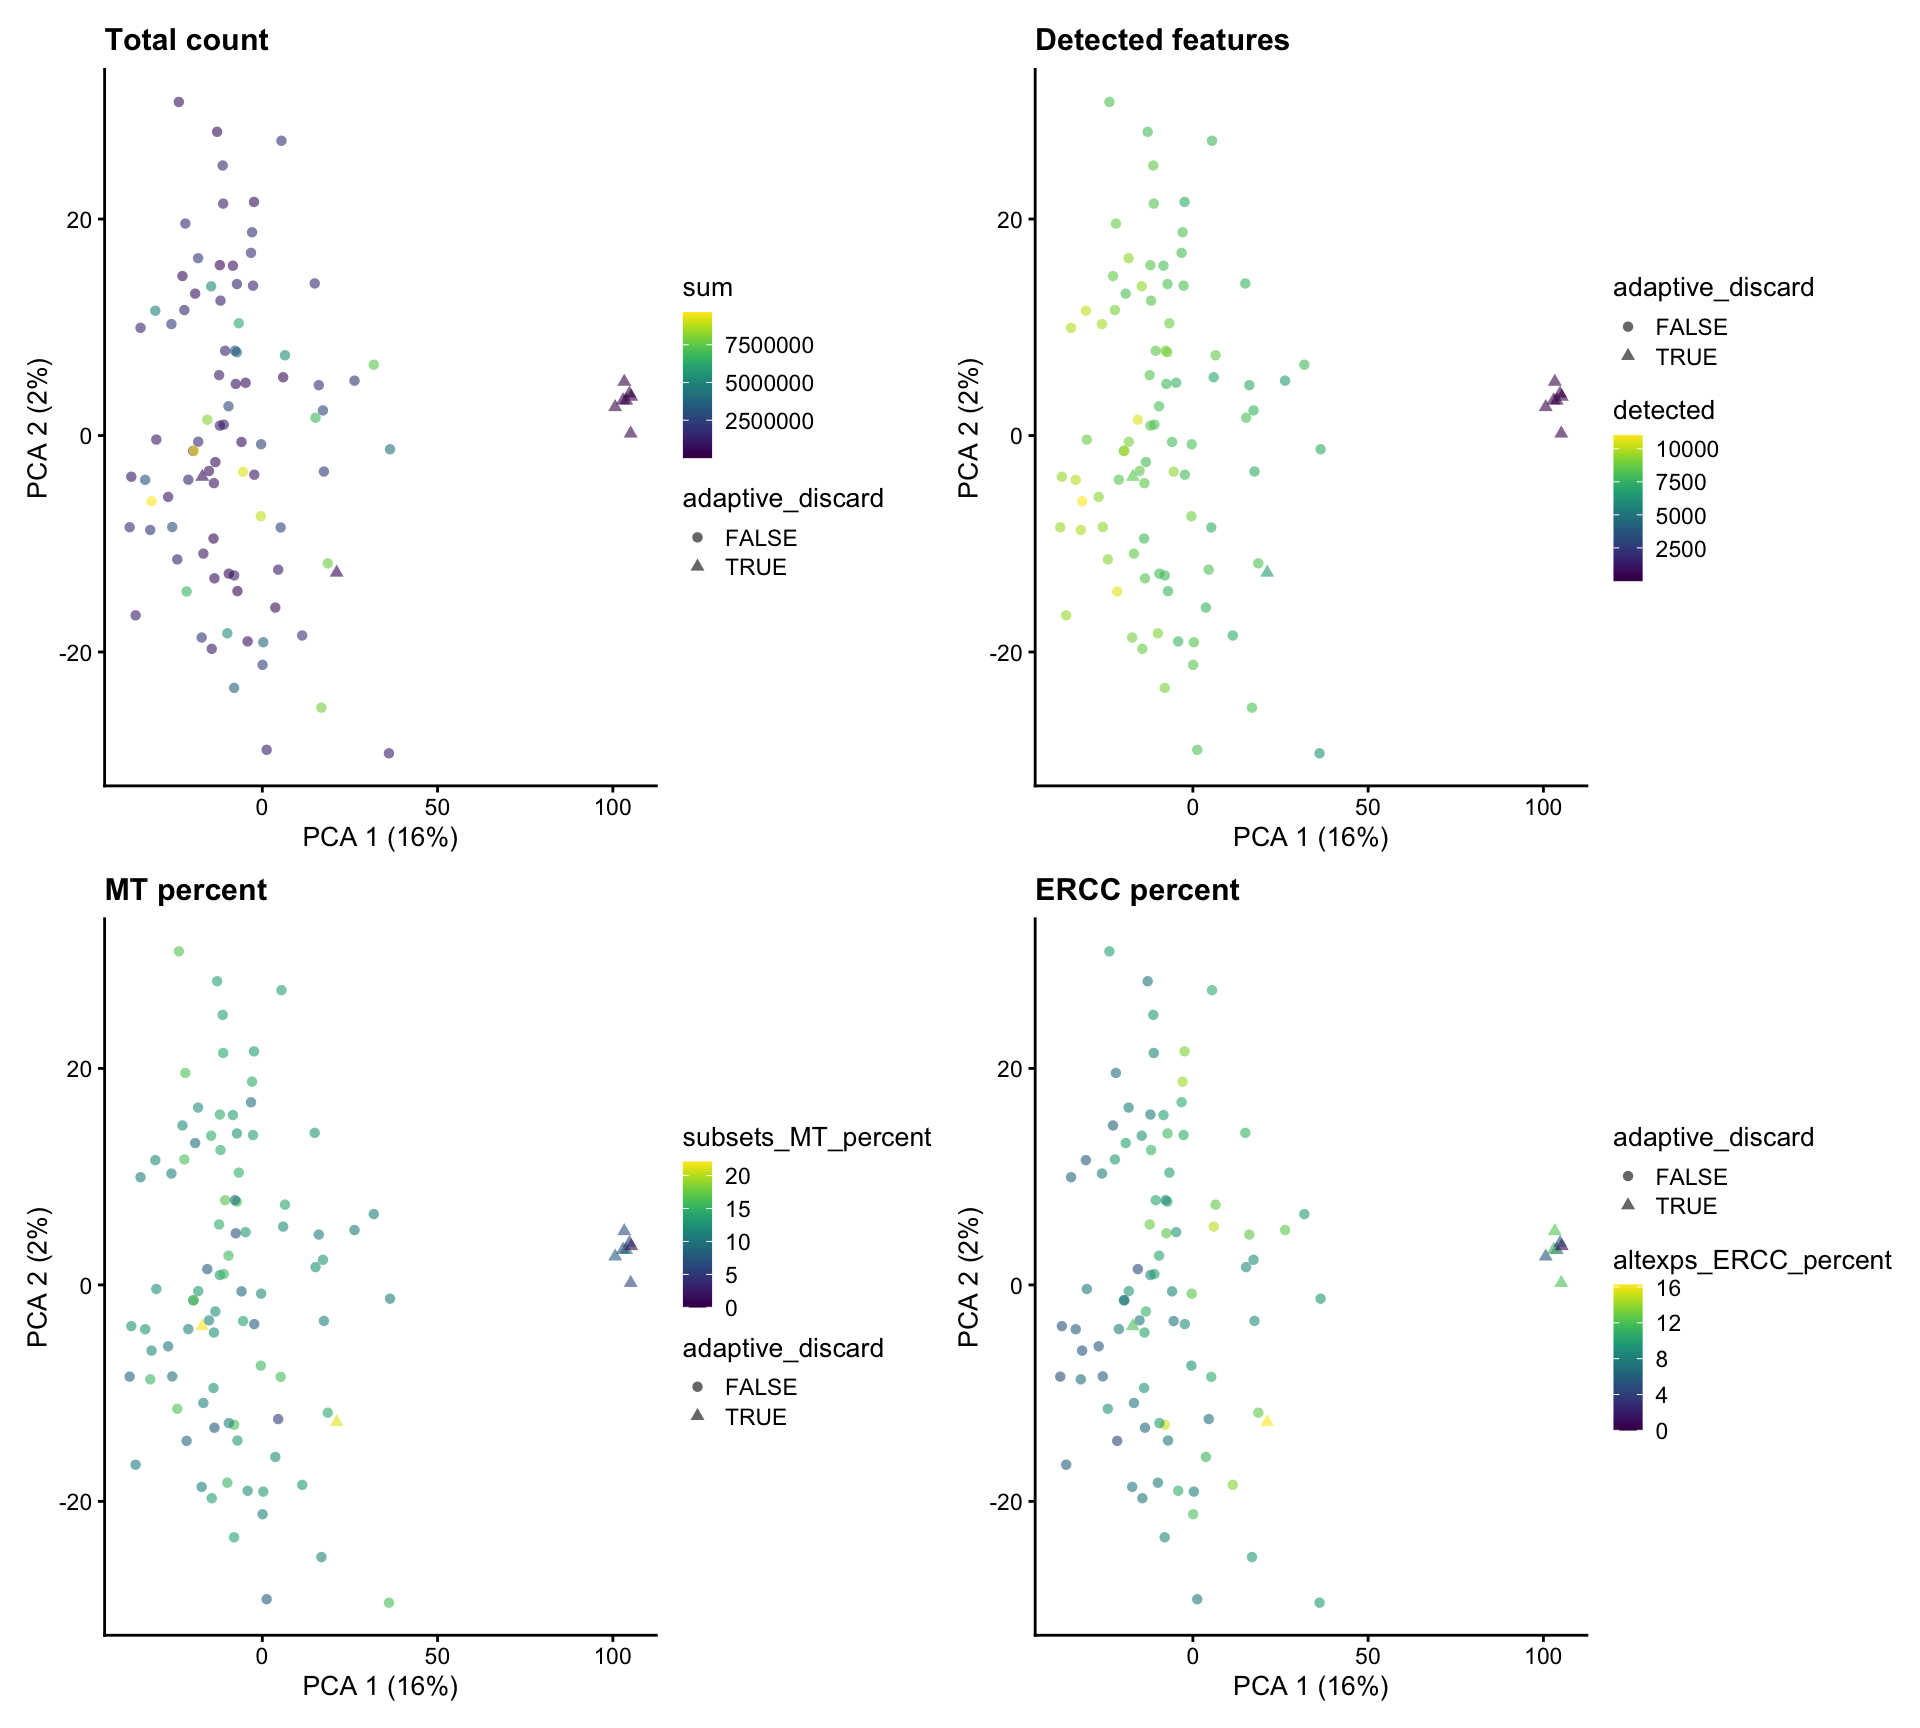 Total count
20
0
-20
0
50
100
PCA 1 (16%)
PCA 2 (2%)
sum
7500000
5000000
2500000
adaptive_discard
FALSE
TRUE
Detected features
20
0
-20
0
50
100
PCA 1 (16%)
PCA 2 (2%)
adaptive_discard
FALSE
TRUE
detected
10000
7500
5000
2500
MT percent
20
0
-20
0
50
100
PCA 1 (16%)
PCA 2 (2%)
subsets_MT_percent
20
15
10
5
0
adaptive_discard
FALSE
TRUE
ERCC percent
20
0
-20
0
50
100
PCA 1 (16%)
PCA 2 (2%)
adaptive_discard
FALSE
TRUE
altexps_ERCC_percent
16
12
8
4
0